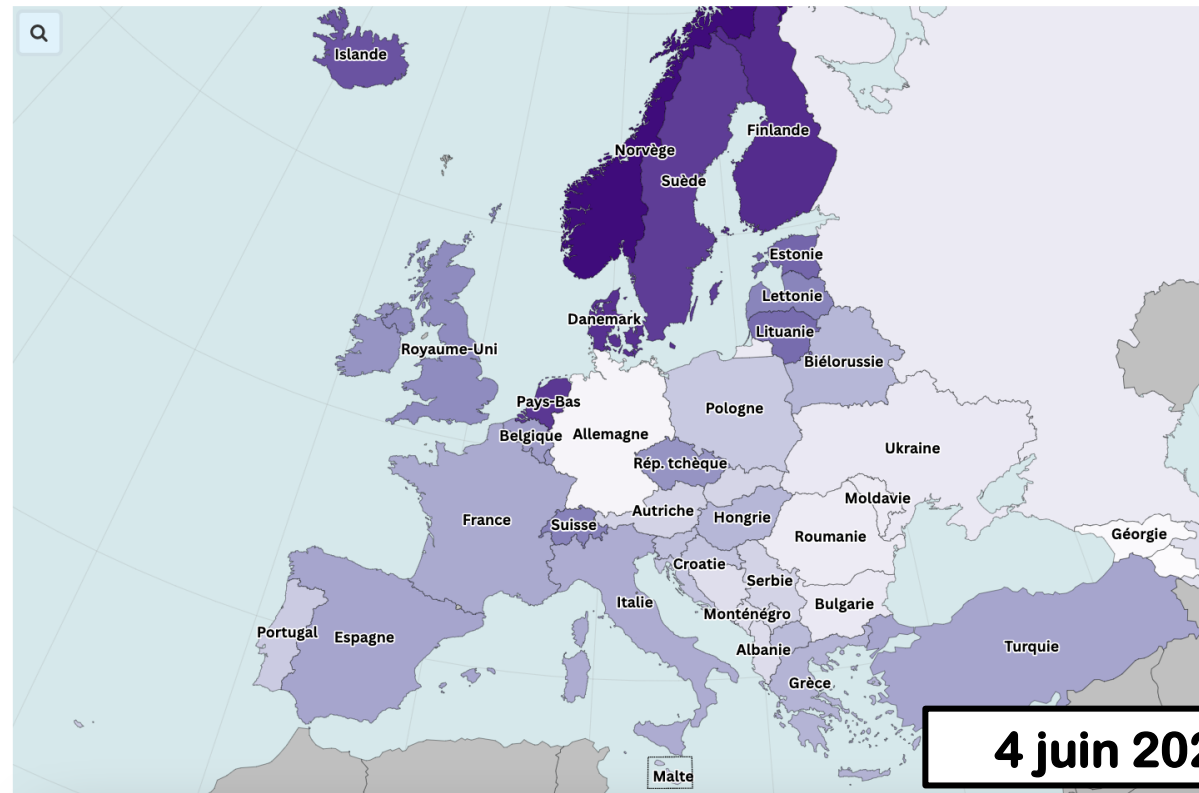 Islande
Norvège
Finlande
Suède
Estonie
Lettonie
Danemark
Lituanie
Royaume-Uni
Biélorussie
Pays-Bas
Pologne
Belgique
Allemagne
Ukraine
Rép. tchèque
Moldavie
Autriche
France
Suisse
Hongrie
Géorgie
Roumanie
Croatie
Serbie
Italie
Bulgarie
Monténégro
Portugal
Espagne
Turquie
Albanie
Grèce
4 juin 202
Malte